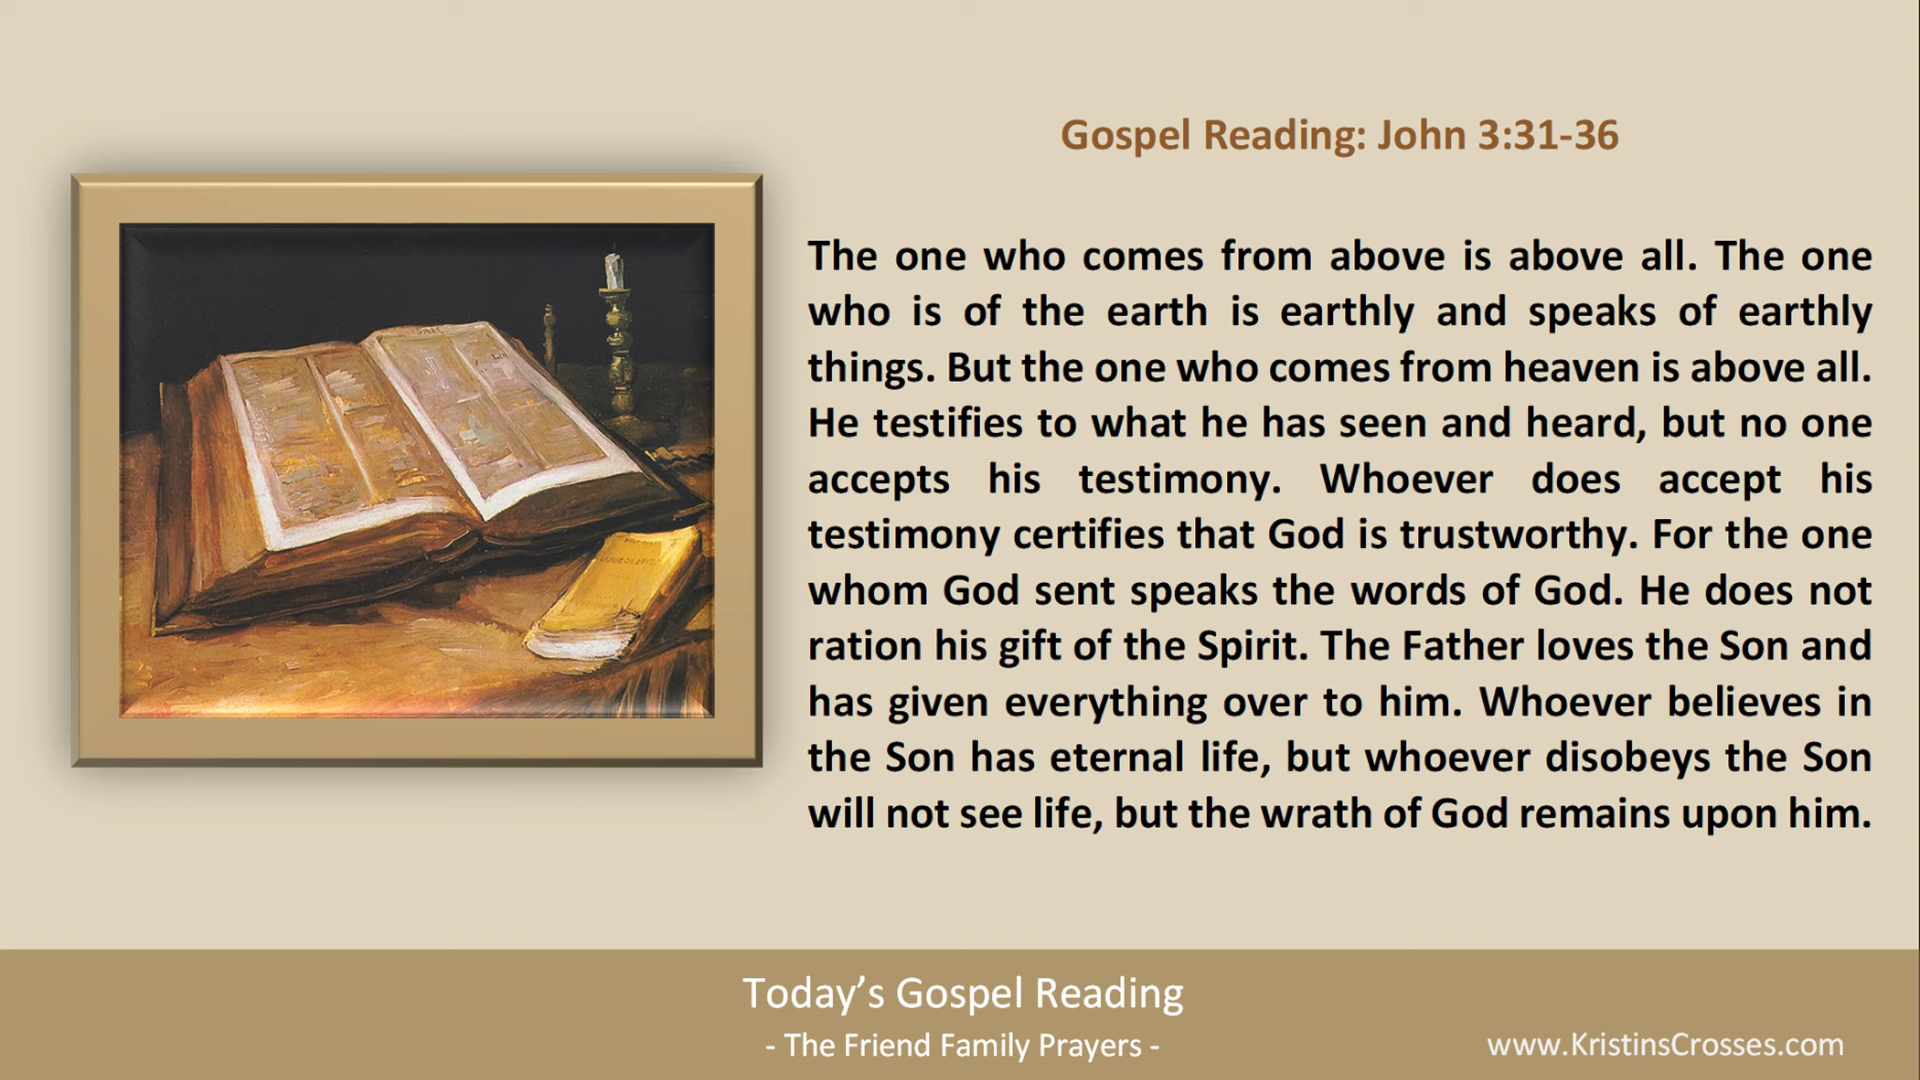 Gospel Reading: John 3:31-36
The one who comes from above is above all. The one
who is of the earth is earthly and speaks of earthly
things. But the one who comes from heaven is above all.
He testifies to what he has seen and heard, but no one
accepts his testimony. Whoever does accept his
testimony certifies that God is trustworthy. For the one
whom God sent speaks the words of God. He does not
ration his gift of the Spirit. The Father loves the Son and
has given everything over to him. Whoever believes in
the Son has eternal life, but whoever disobeys the Son
will not see life, but the wrath of God remains upon him.
Today’s Gospel Reading
- The Friend Family Prayers -
www.KristinsCrosses.com